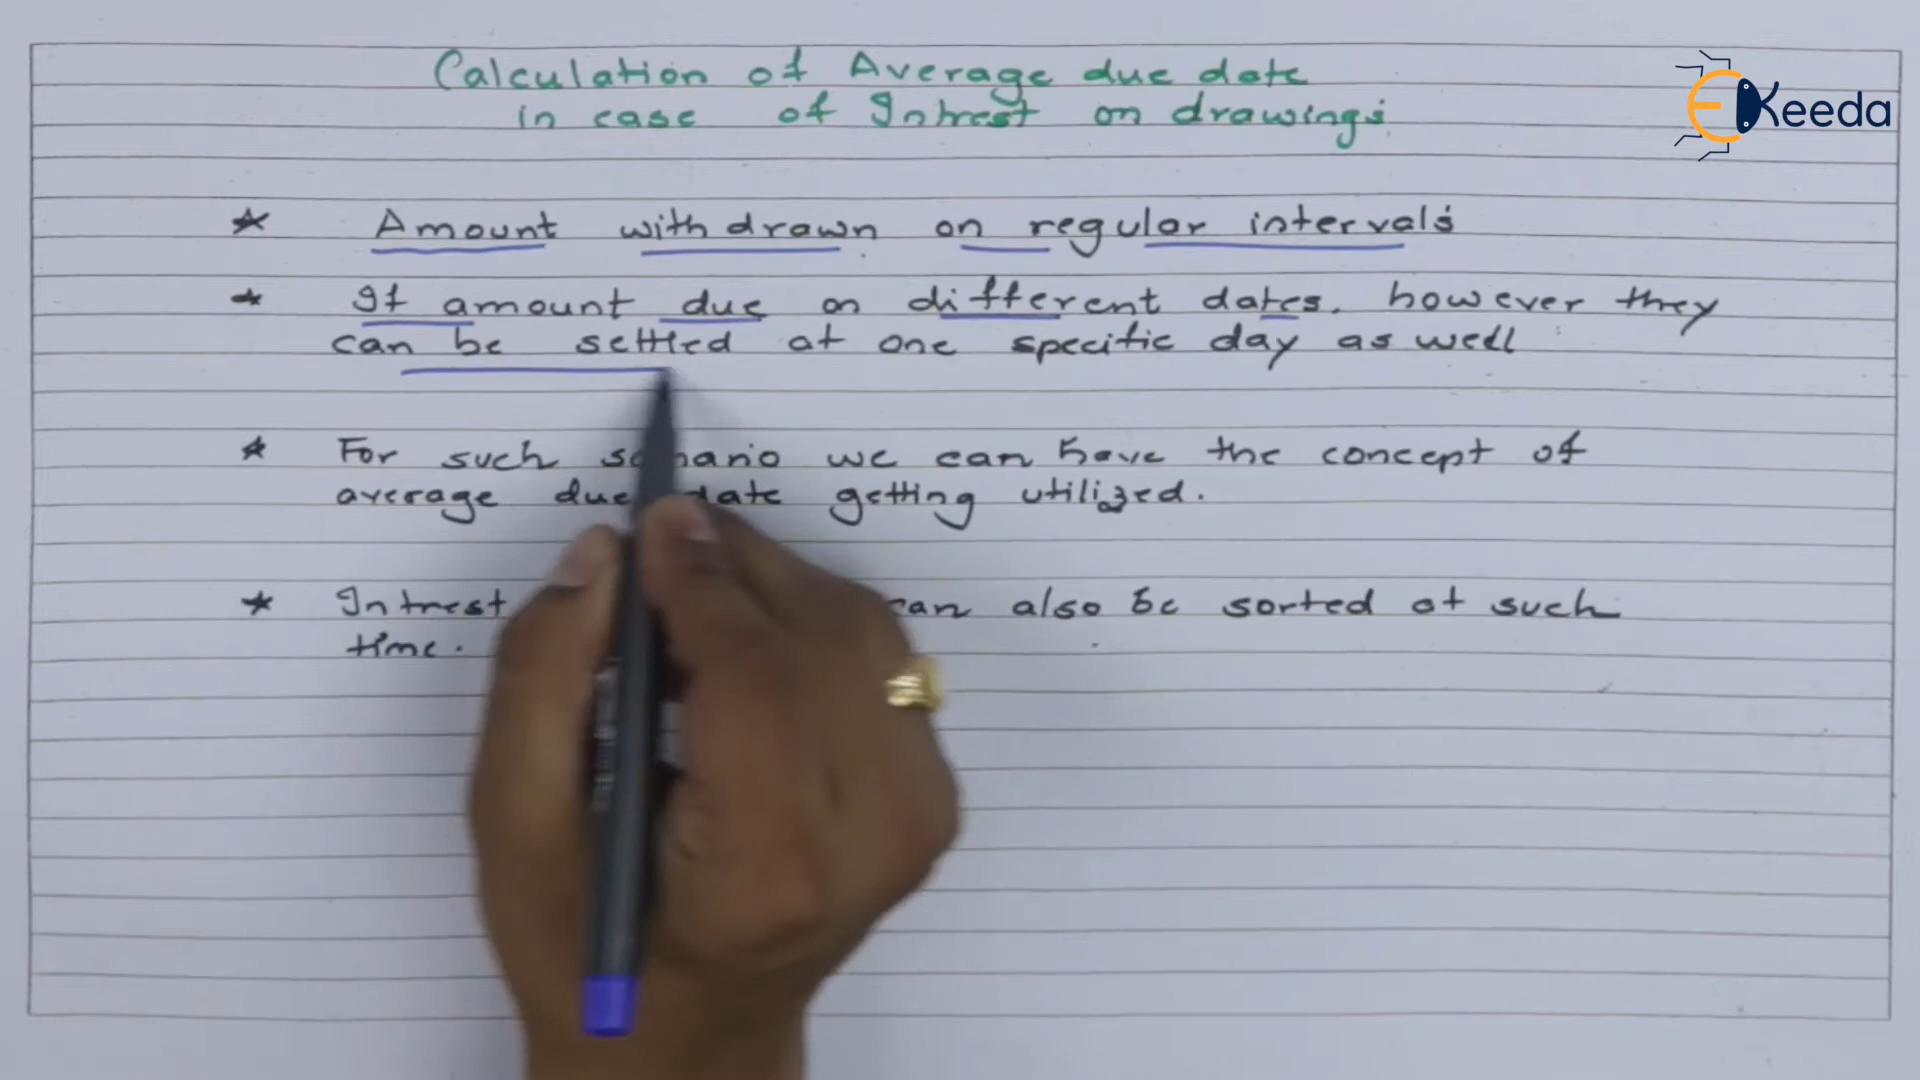 Calculation of Average due date
in case of Intrest on drawings
Keeda
* Amount withdrawn on regular intervals
* If amount due on different dates. however they
can be settled at one specific day as well
* For such we can have the concept of
average due date getting utilized.
* Intrest can also be sorted at such
time.